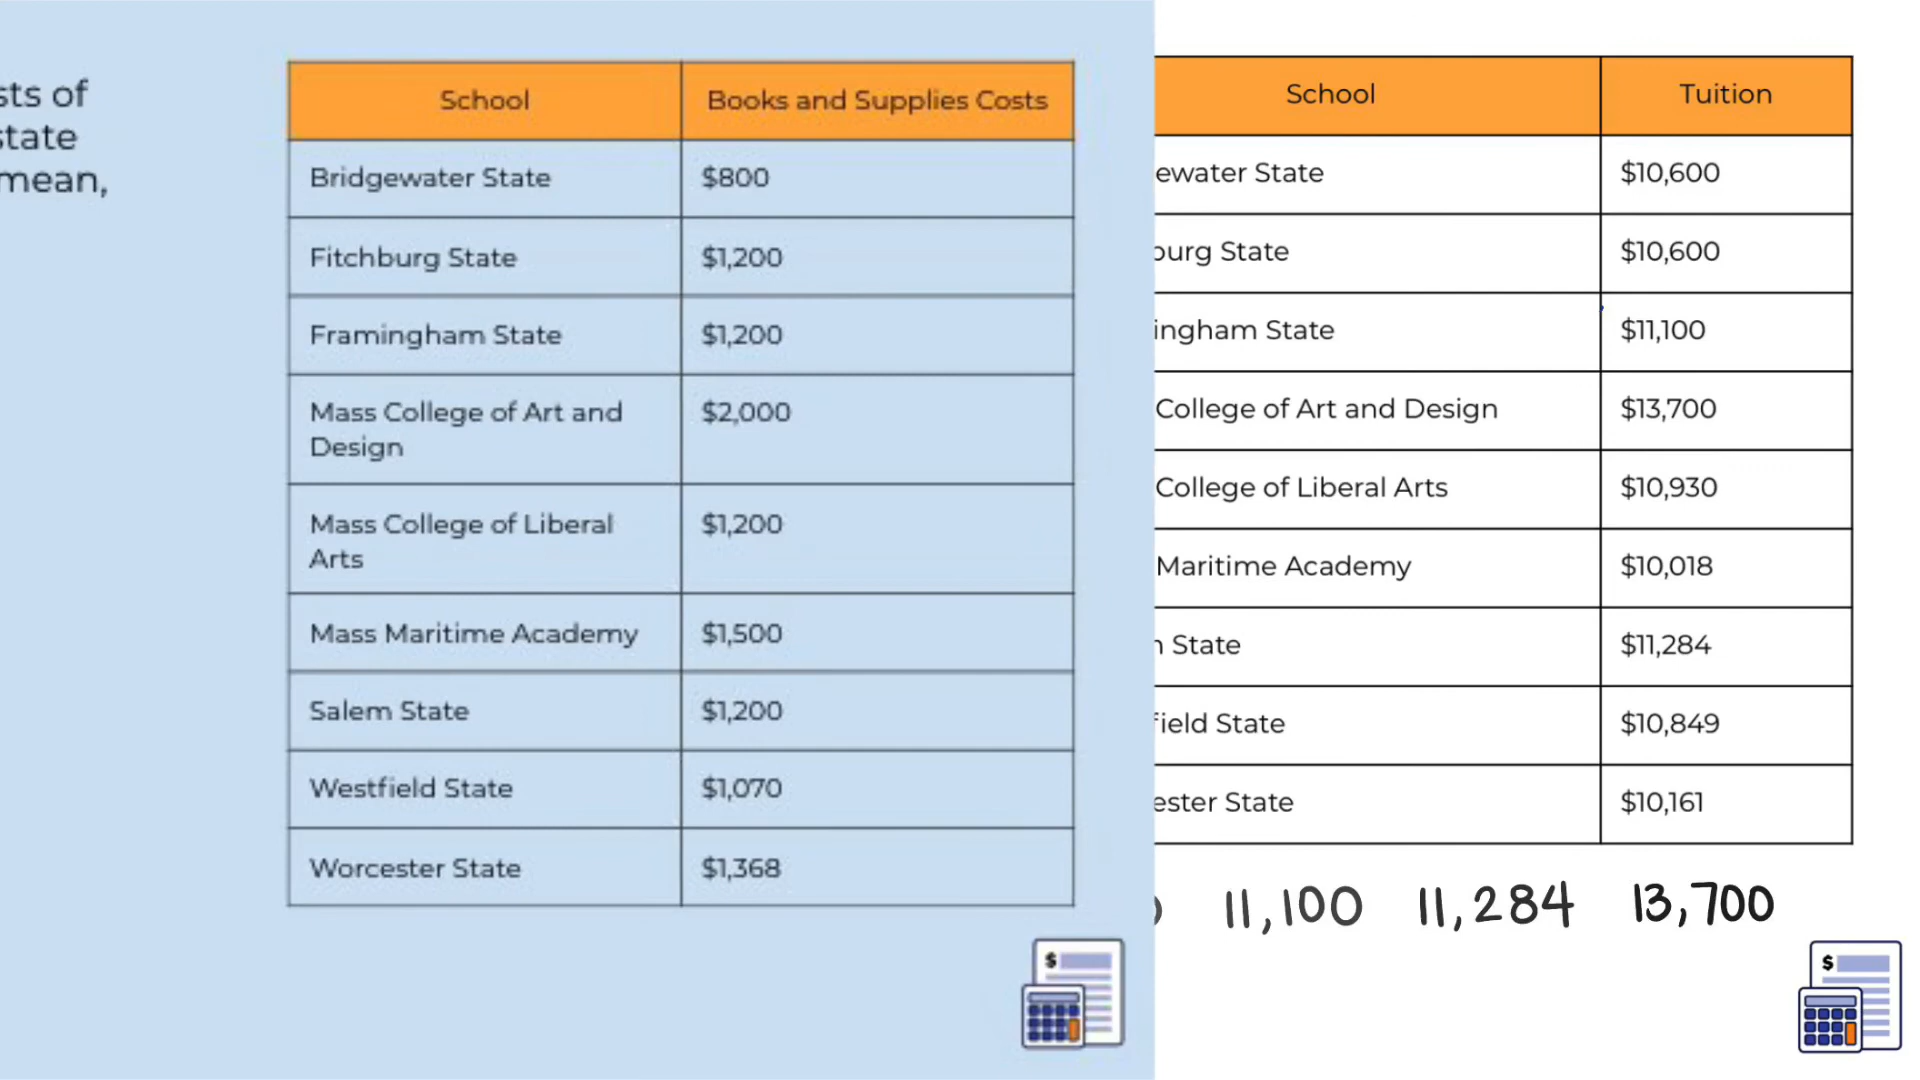 sts of
state
mean,
School Books and Supplies Costs
Bridgewater State $800
Fitchburg State $1,200
Framingham State $1,200
Mass College of Art and $2,000
Design
Mass College of Liberal $1,200
Arts
Mass Maritime Academy $1,500
Salem State $1,200
Westfield State $1,070
Worcester State $1,368
$
School Tuition
ewater State $10,600
burg State $10,600
ingham State $11,100
College of Art and Design $13,700
College of Liberal Arts $10,930
Maritime Academy $10,018
State $11,284
field State $10,849
ester State $10,161
11,100 11,284 13,700
$